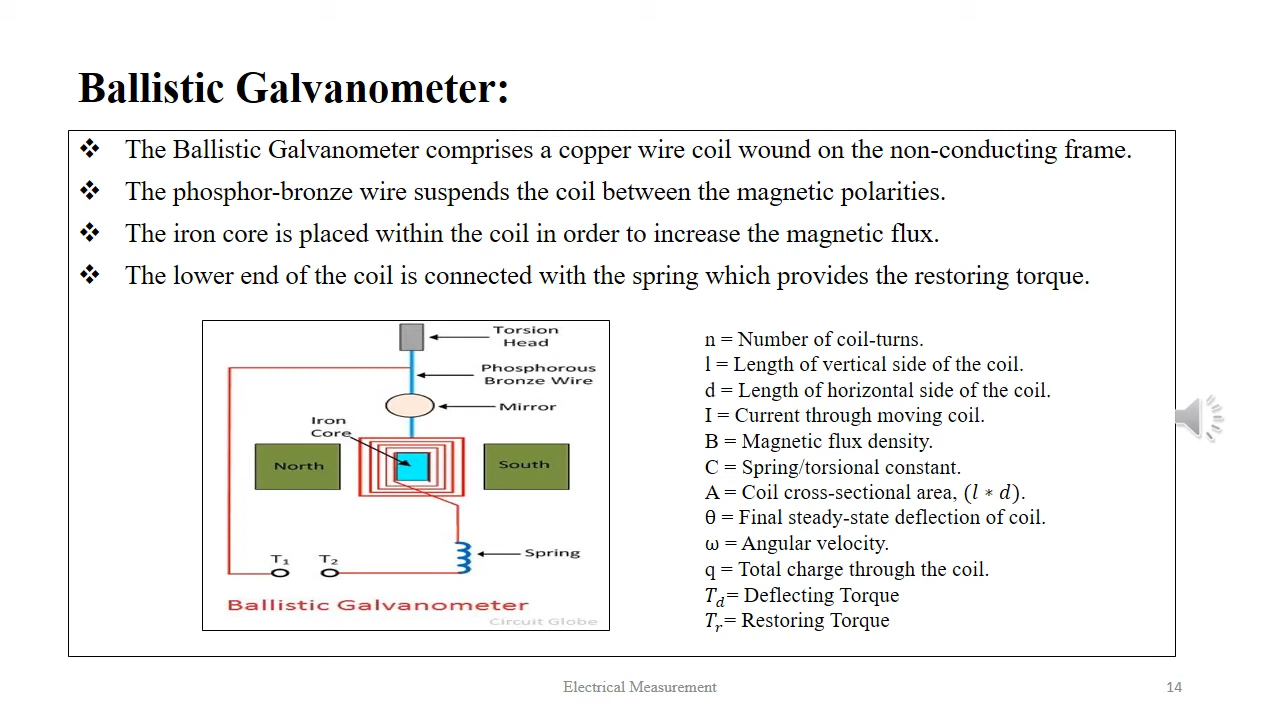 Ballistic Galvanometer:
❖ The Ballistic Galvanometer comprises a copper wire coil wound on the non-conducting frame.
❖ The phosphor-bronze wire suspends the coil between the magnetic polarities.
❖ The iron core is placed within the coil in order to increase the magnetic flux.
❖ The lower end of the coil is connected with the spring which provides the restoring torque.
Torsion
Head
Phosphorous
Bronze Wire
Mirror
Iron
Core
North
South
Spring
T₁
T₂
Ballistic Galvanometer
Circuit Globe
n = Number of coil-turns.
l = Length of vertical side of the coil.
d = Length of horizontal side of the coil.
I = Current through moving coil.
B = Magnetic flux density.
C = Spring/torsional constant.
A = Coil cross-sectional area, (l ∗ d).
θ = Final steady-state deflection of coil.
ω = Angular velocity.
q = Total charge through the coil.
T_d= Deflecting Torque
T_r= Restoring Torque
Electrical Measurement
14